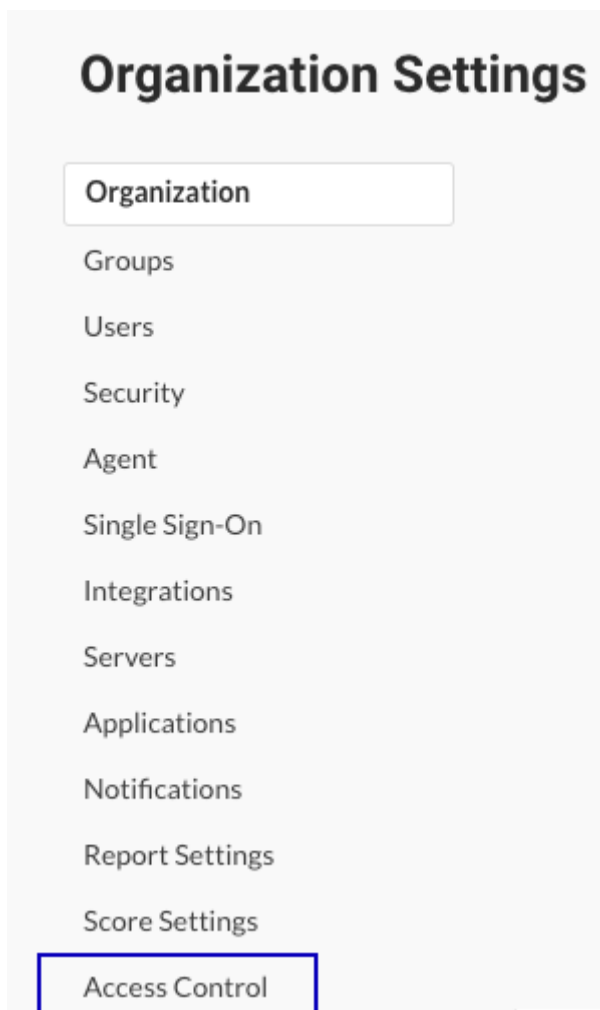 Organization Settings
Organization
Groups
Users
Security
Agent
Single Sign-On
Integrations
Servers
Applications
Notifications
Report Settings
Score Settings
Access Control